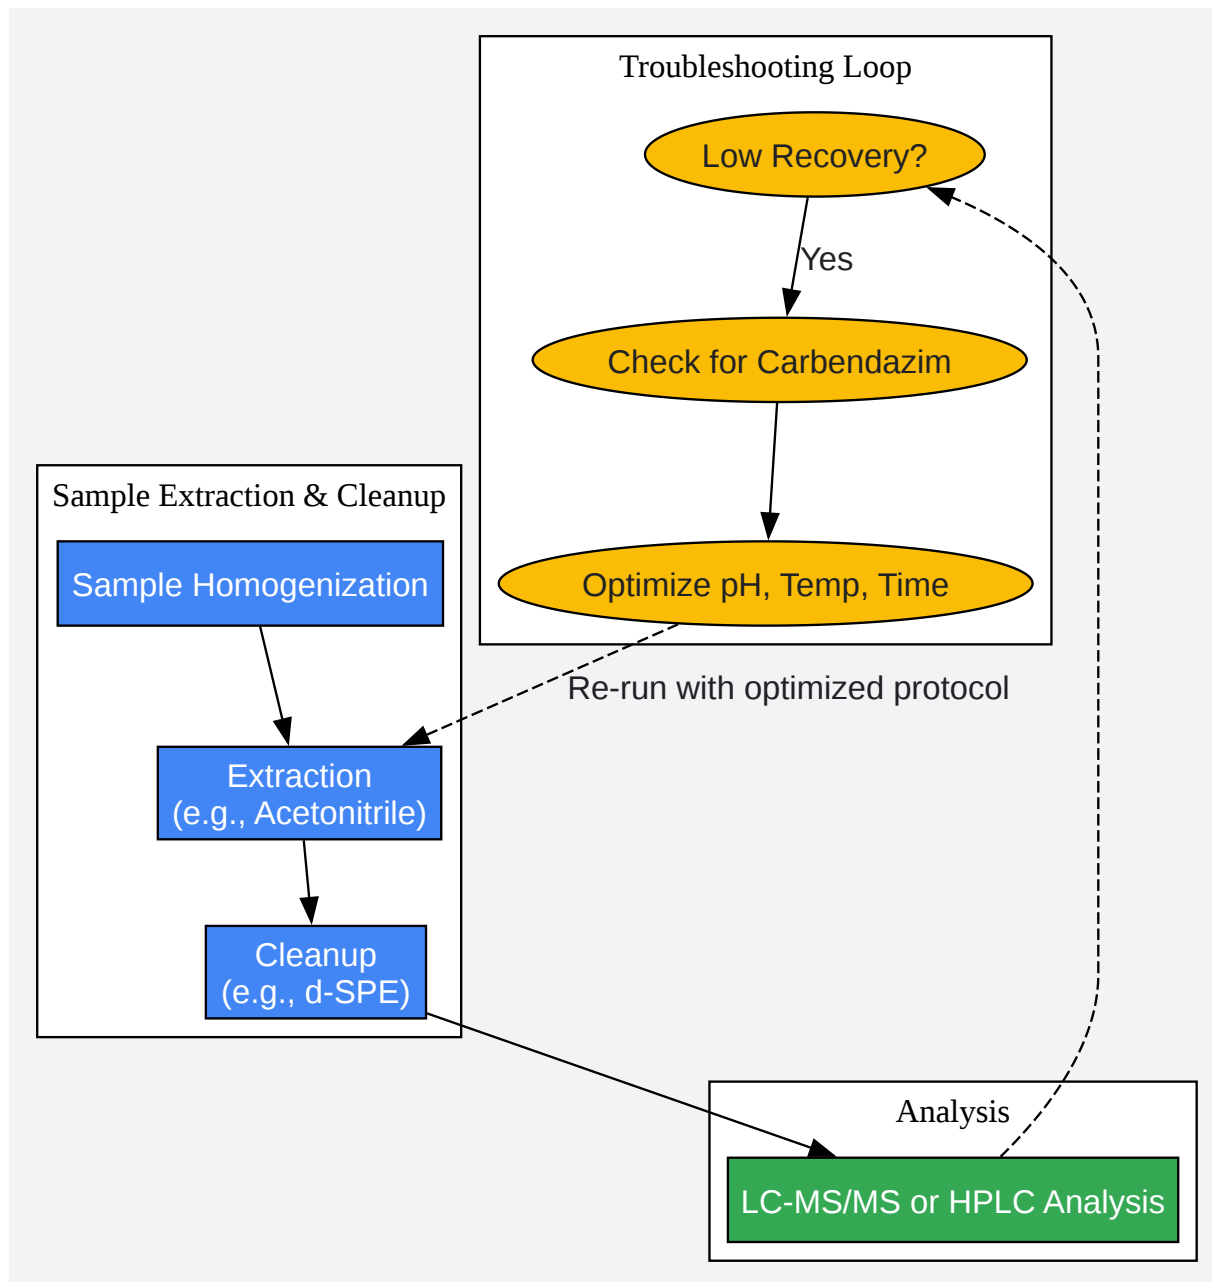 Troubleshooting Loop
Low Recovery?
Yes
Check for Carbendazim
Optimize pH, Temp, Time
Re-run with optimized protocol
Sample Extraction & Cleanup
Sample Homogenization
Extraction
(e.g., Acetonitrile)
Cleanup
(e.g., d-SPE)
Analysis
LC-MS/MS or HPLC Analysis